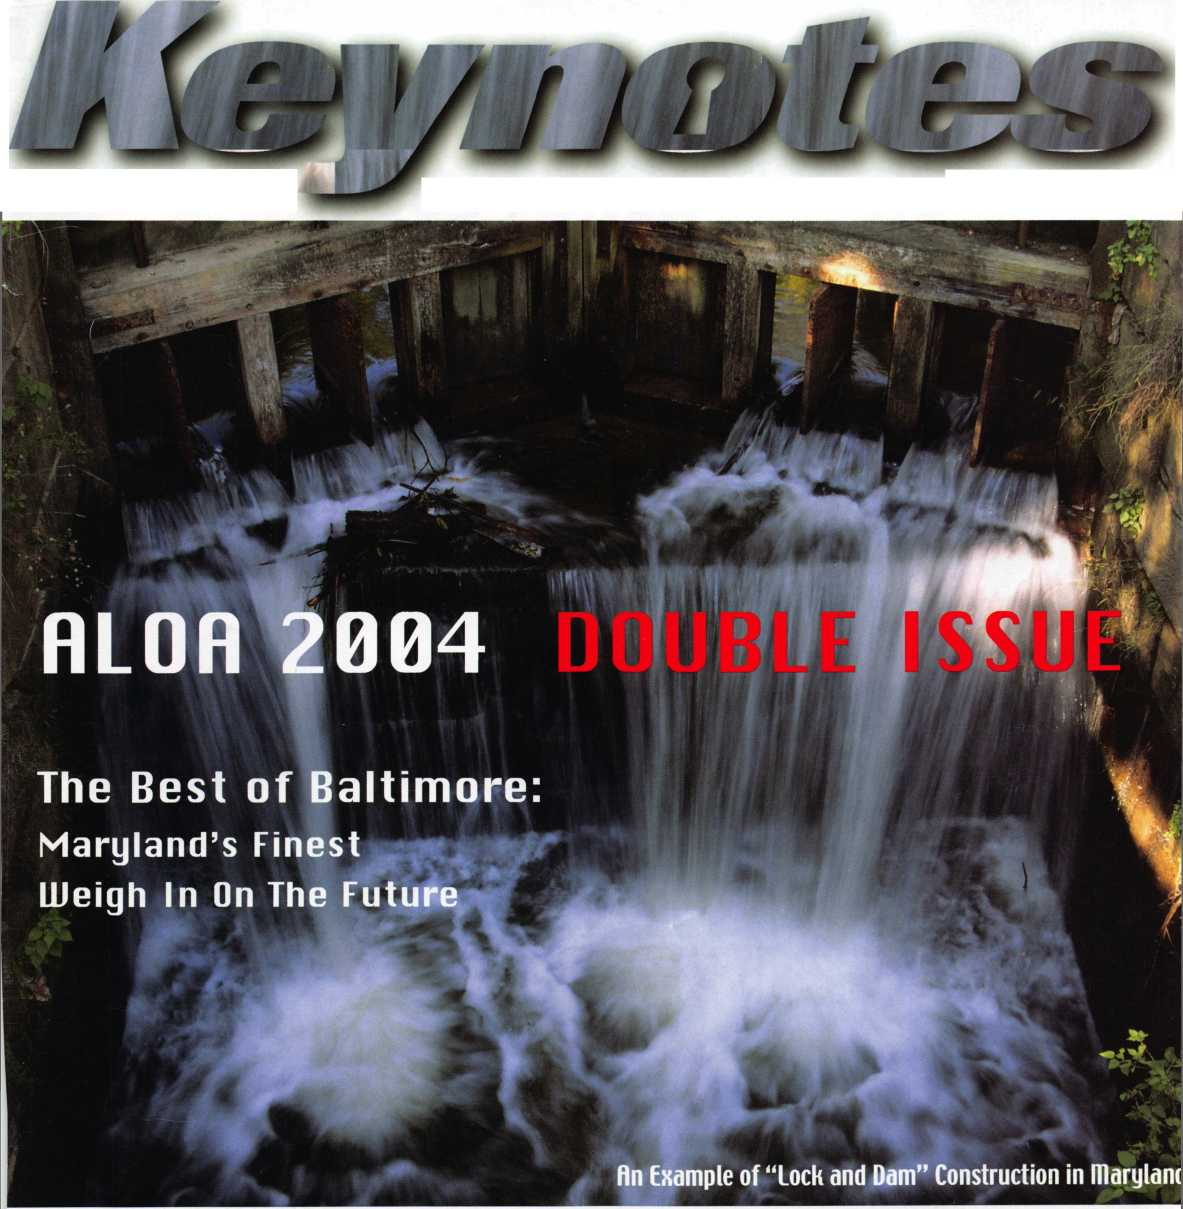 Keynotes
ALOA 2004 DOUBLE ISSUE
The Best of Baltimore:
Maryland's Finest
Weigh In On The Future
An Example of "Lock and Dam" Construction in Maryland